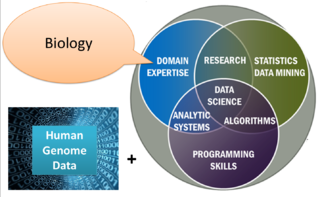 Biology
DOMAIN
EXPERTISE
RESEARCH
STATISTICS
DATA MINING
DATA
SCIENCE
ANALYTIC
SYSTEMS
ALGORITHMS
PROGRAMMING
SKILLS
Human
Genome
Data
+